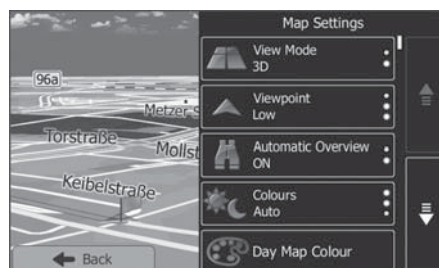 Map Settings
View Mode
3D
96a
Viewpoint
Low
Metzer-S
Torstraße
Mollst
Automatic Overview
ON
Keibelstraße
Colours
Auto
Back
Day Map Colour